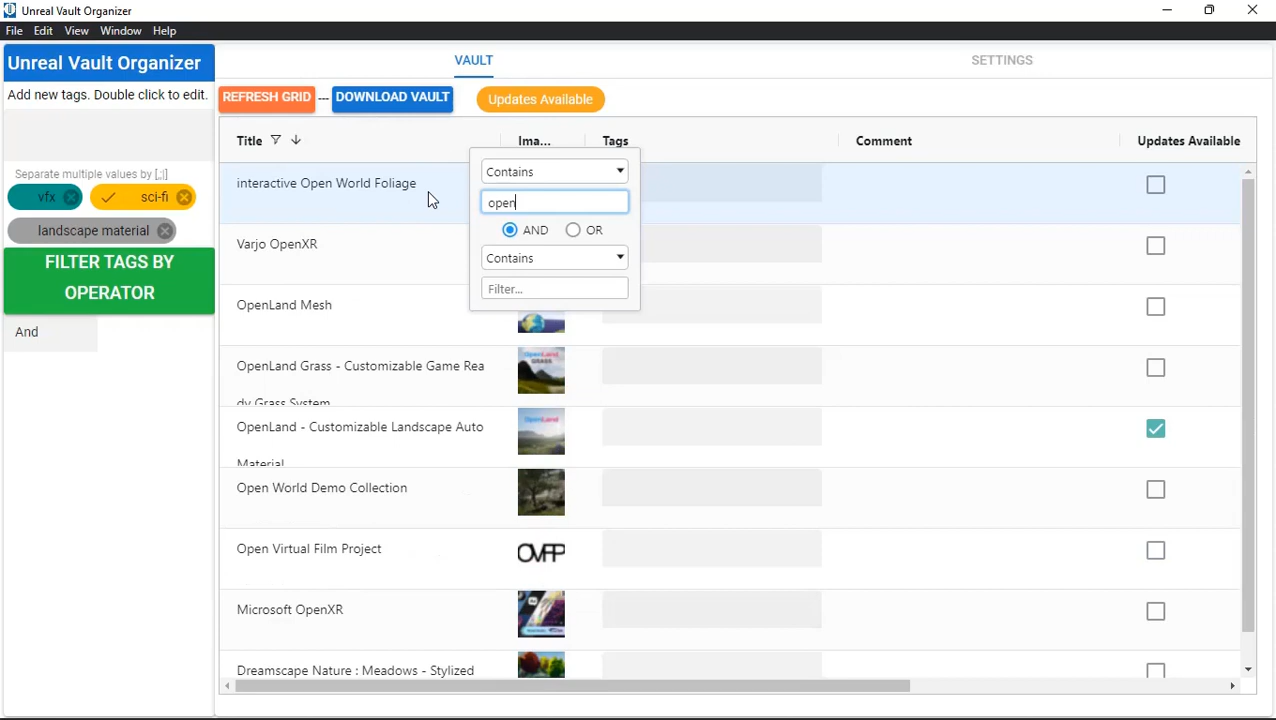 Unreal Vault Organizer
File Edit View Window Help
Unreal Vault Organizer
Add new tags. Double click to edit.
Separate multiple values by [,;|]
vfx sci-fi
landscape material
FILTER TAGS BY
OPERATOR
And
VAULT SETTINGS
REFRESH GRID --- DOWNLOAD VAULT Updates Available
Title Ima... Tags Comment Updates Available
Contains
open
AND OR
Contains
Filter...
interactive Open World Foliage
Varjo OpenXR
OpenLand Mesh
OpenLand Grass - Customizable Game Rea
dy Grass System
OpenLand
GRASS
OpenLand - Customizable Landscape Auto
Material
OpenLand
Open World Demo Collection
Open Virtual Film Project
OVFP
Microsoft OpenXR
Dreamscape Nature : Meadows - Stylized